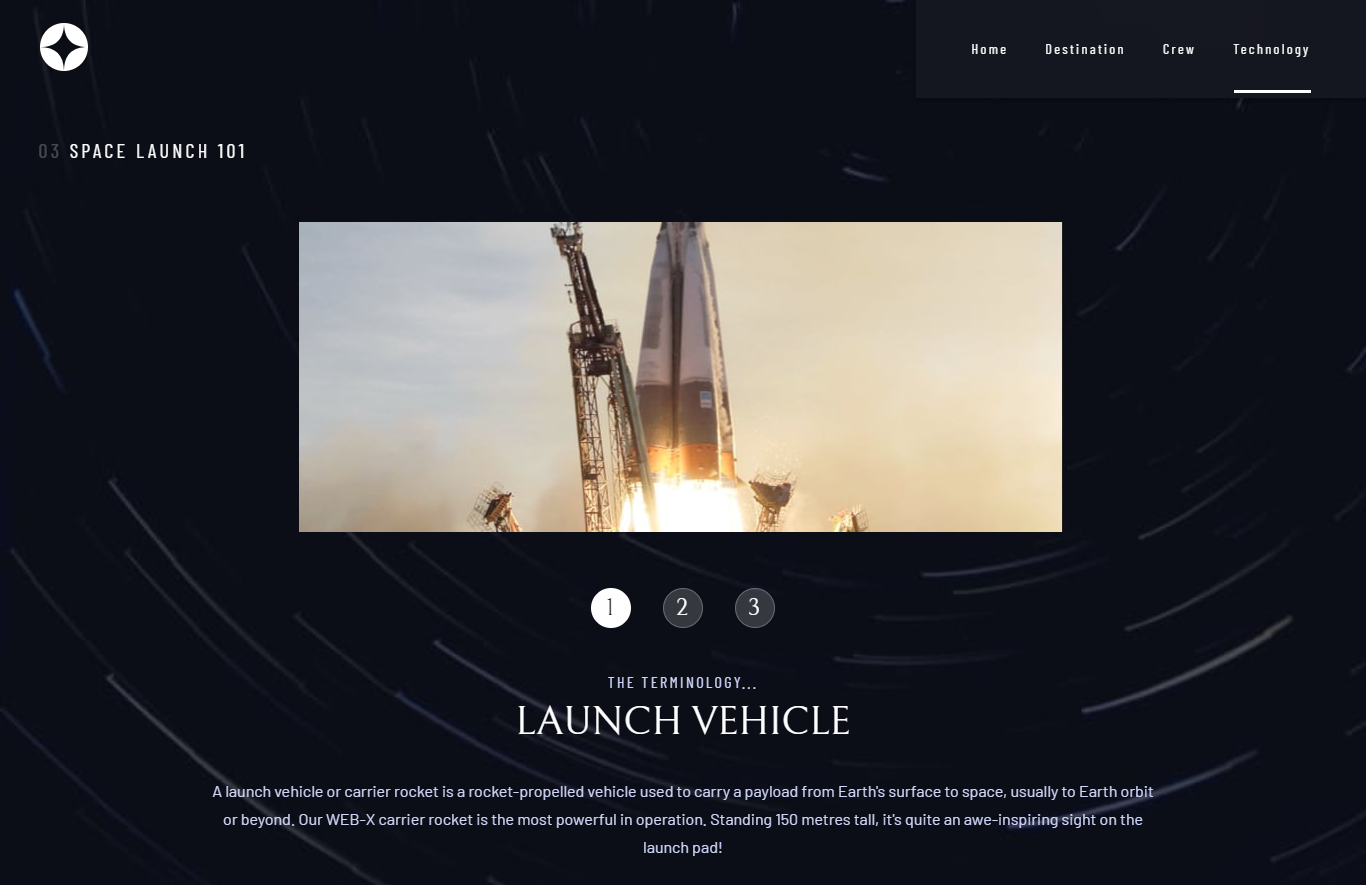 Home Destination Crew Technology
03 SPACE LAUNCH 101
1 2 3
THE TERMINOLOGY...
LAUNCH VEHICLE
A launch vehicle or carrier rocket is a rocket-propelled vehicle used to carry a payload from Earth's surface to space, usually to Earth orbit
or beyond. Our WEB-X carrier rocket is the most powerful in operation. Standing 150 metres tall, it's quite an awe-inspiring sight on the
launch pad!